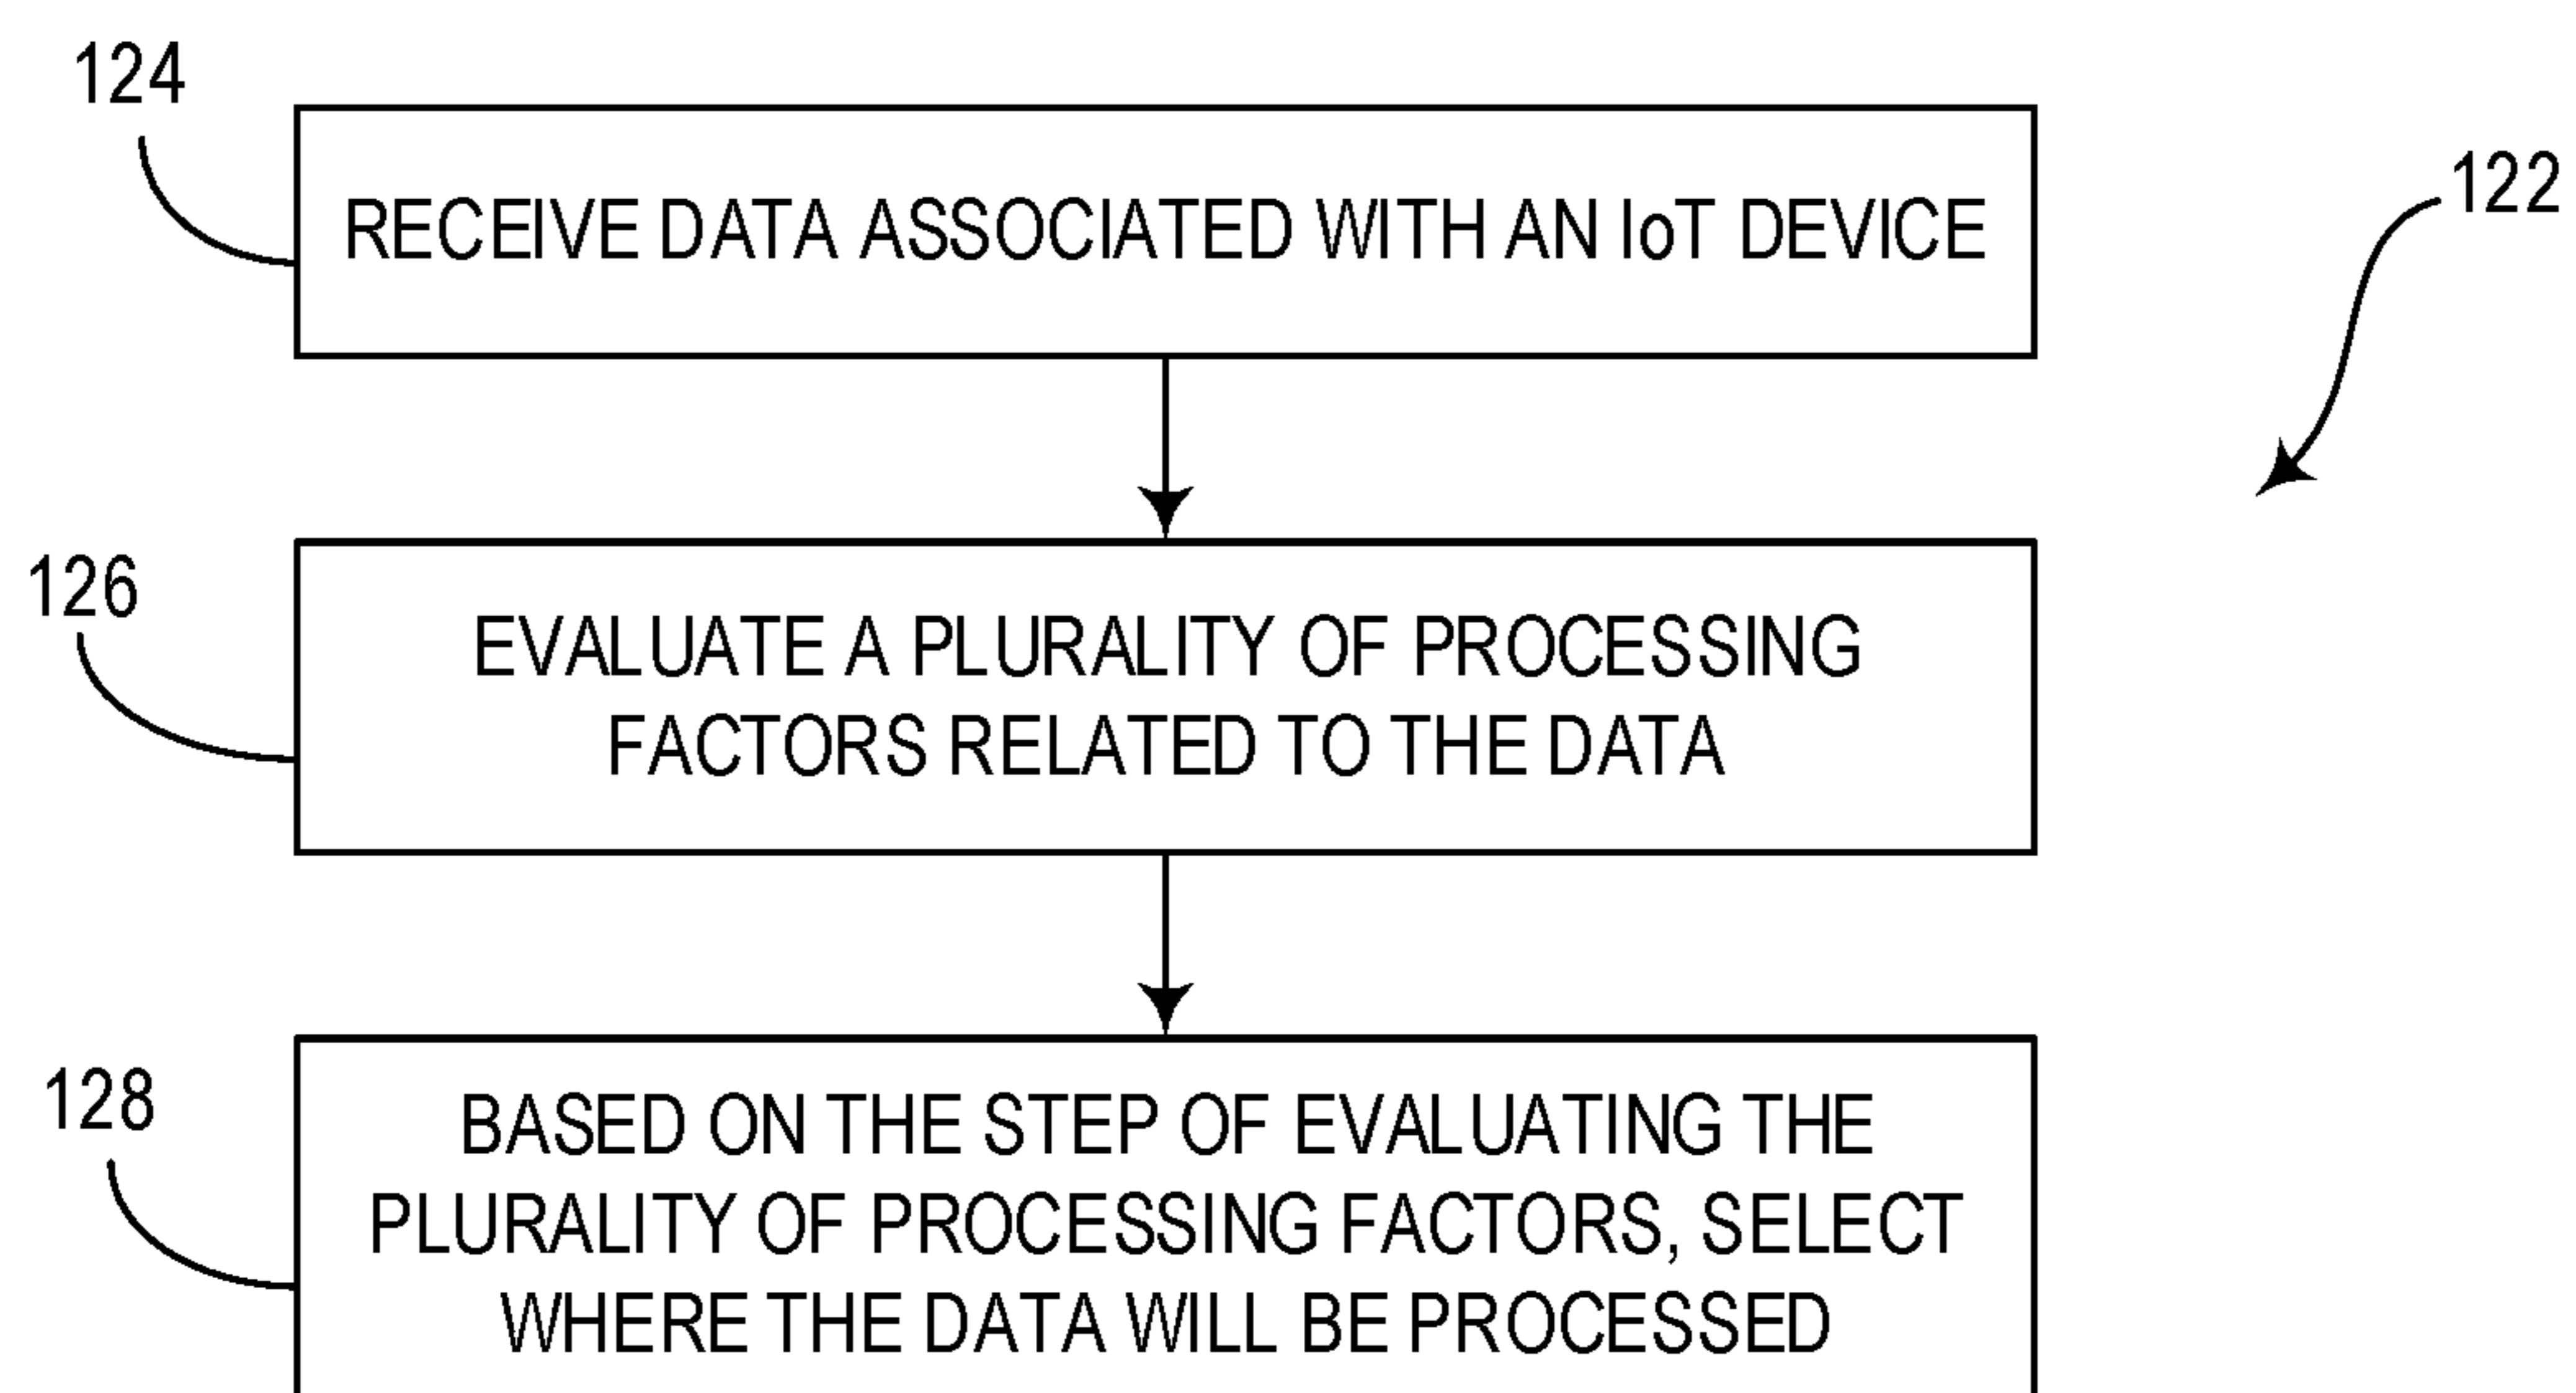 124
RECEIVE DATA ASSOCIATED WITH AN IoT DEVICE
122
126
EVALUATE A PLURALITY OF PROCESSING
FACTORS RELATED TO THE DATA
128
BASED ON THE STEP OF EVALUATING THE
PLURALITY OF PROCESSING FACTORS, SELECT
WHERE THE DATA WILL BE PROCESSED